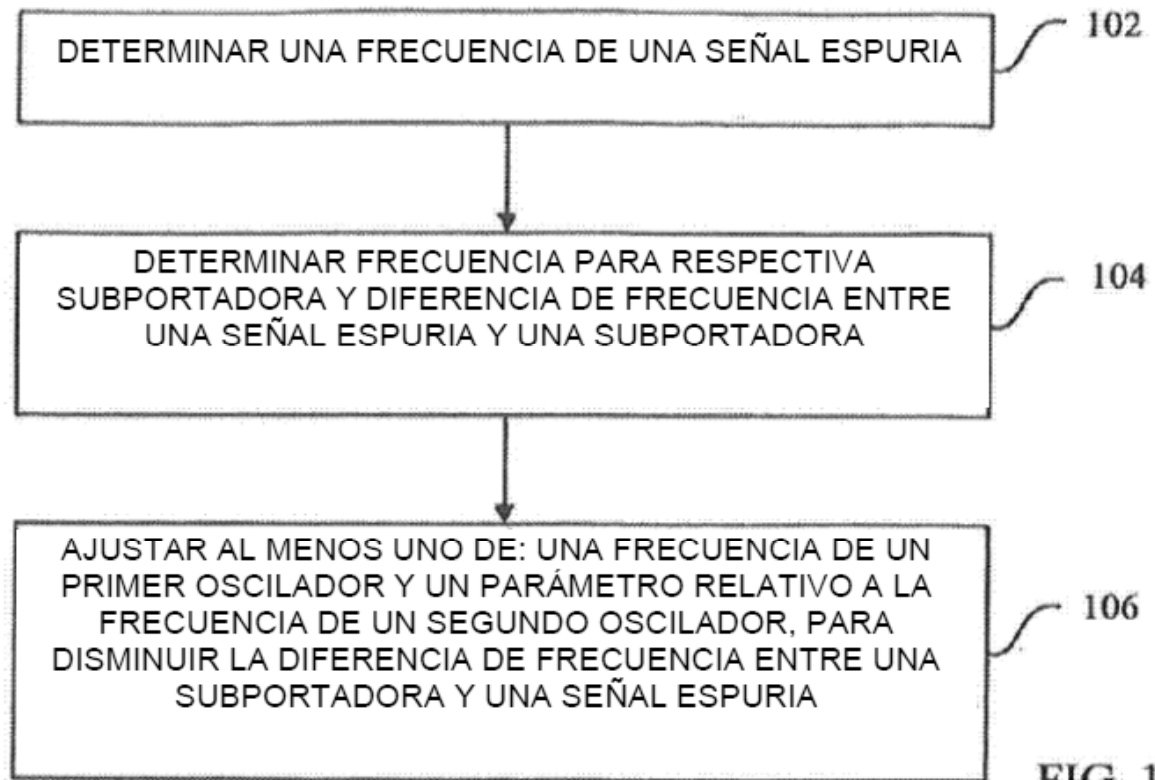 DETERMINAR UNA FRECUENCIA DE UNA SEÑAL ESPURIA
102
DETERMINAR FRECUENCIA PARA RESPECTIVA
SUBPORTADORA Y DIFERENCIA DE FRECUENCIA ENTRE
UNA SEÑAL ESPURIA Y UNA SUBPORTADORA
104
AJUSTAR AL MENOS UNO DE: UNA FRECUENCIA DE UN
PRIMER OSCILADOR Y UN PARÁMETRO RELATIVO A LA
FRECUENCIA DE UN SEGUNDO OSCILADOR, PARA
DISMINUIR LA DIFERENCIA DE FRECUENCIA ENTRE UNA
SUBPORTADORA Y UNA SEÑAL ESPURIA
106
FIG. 1